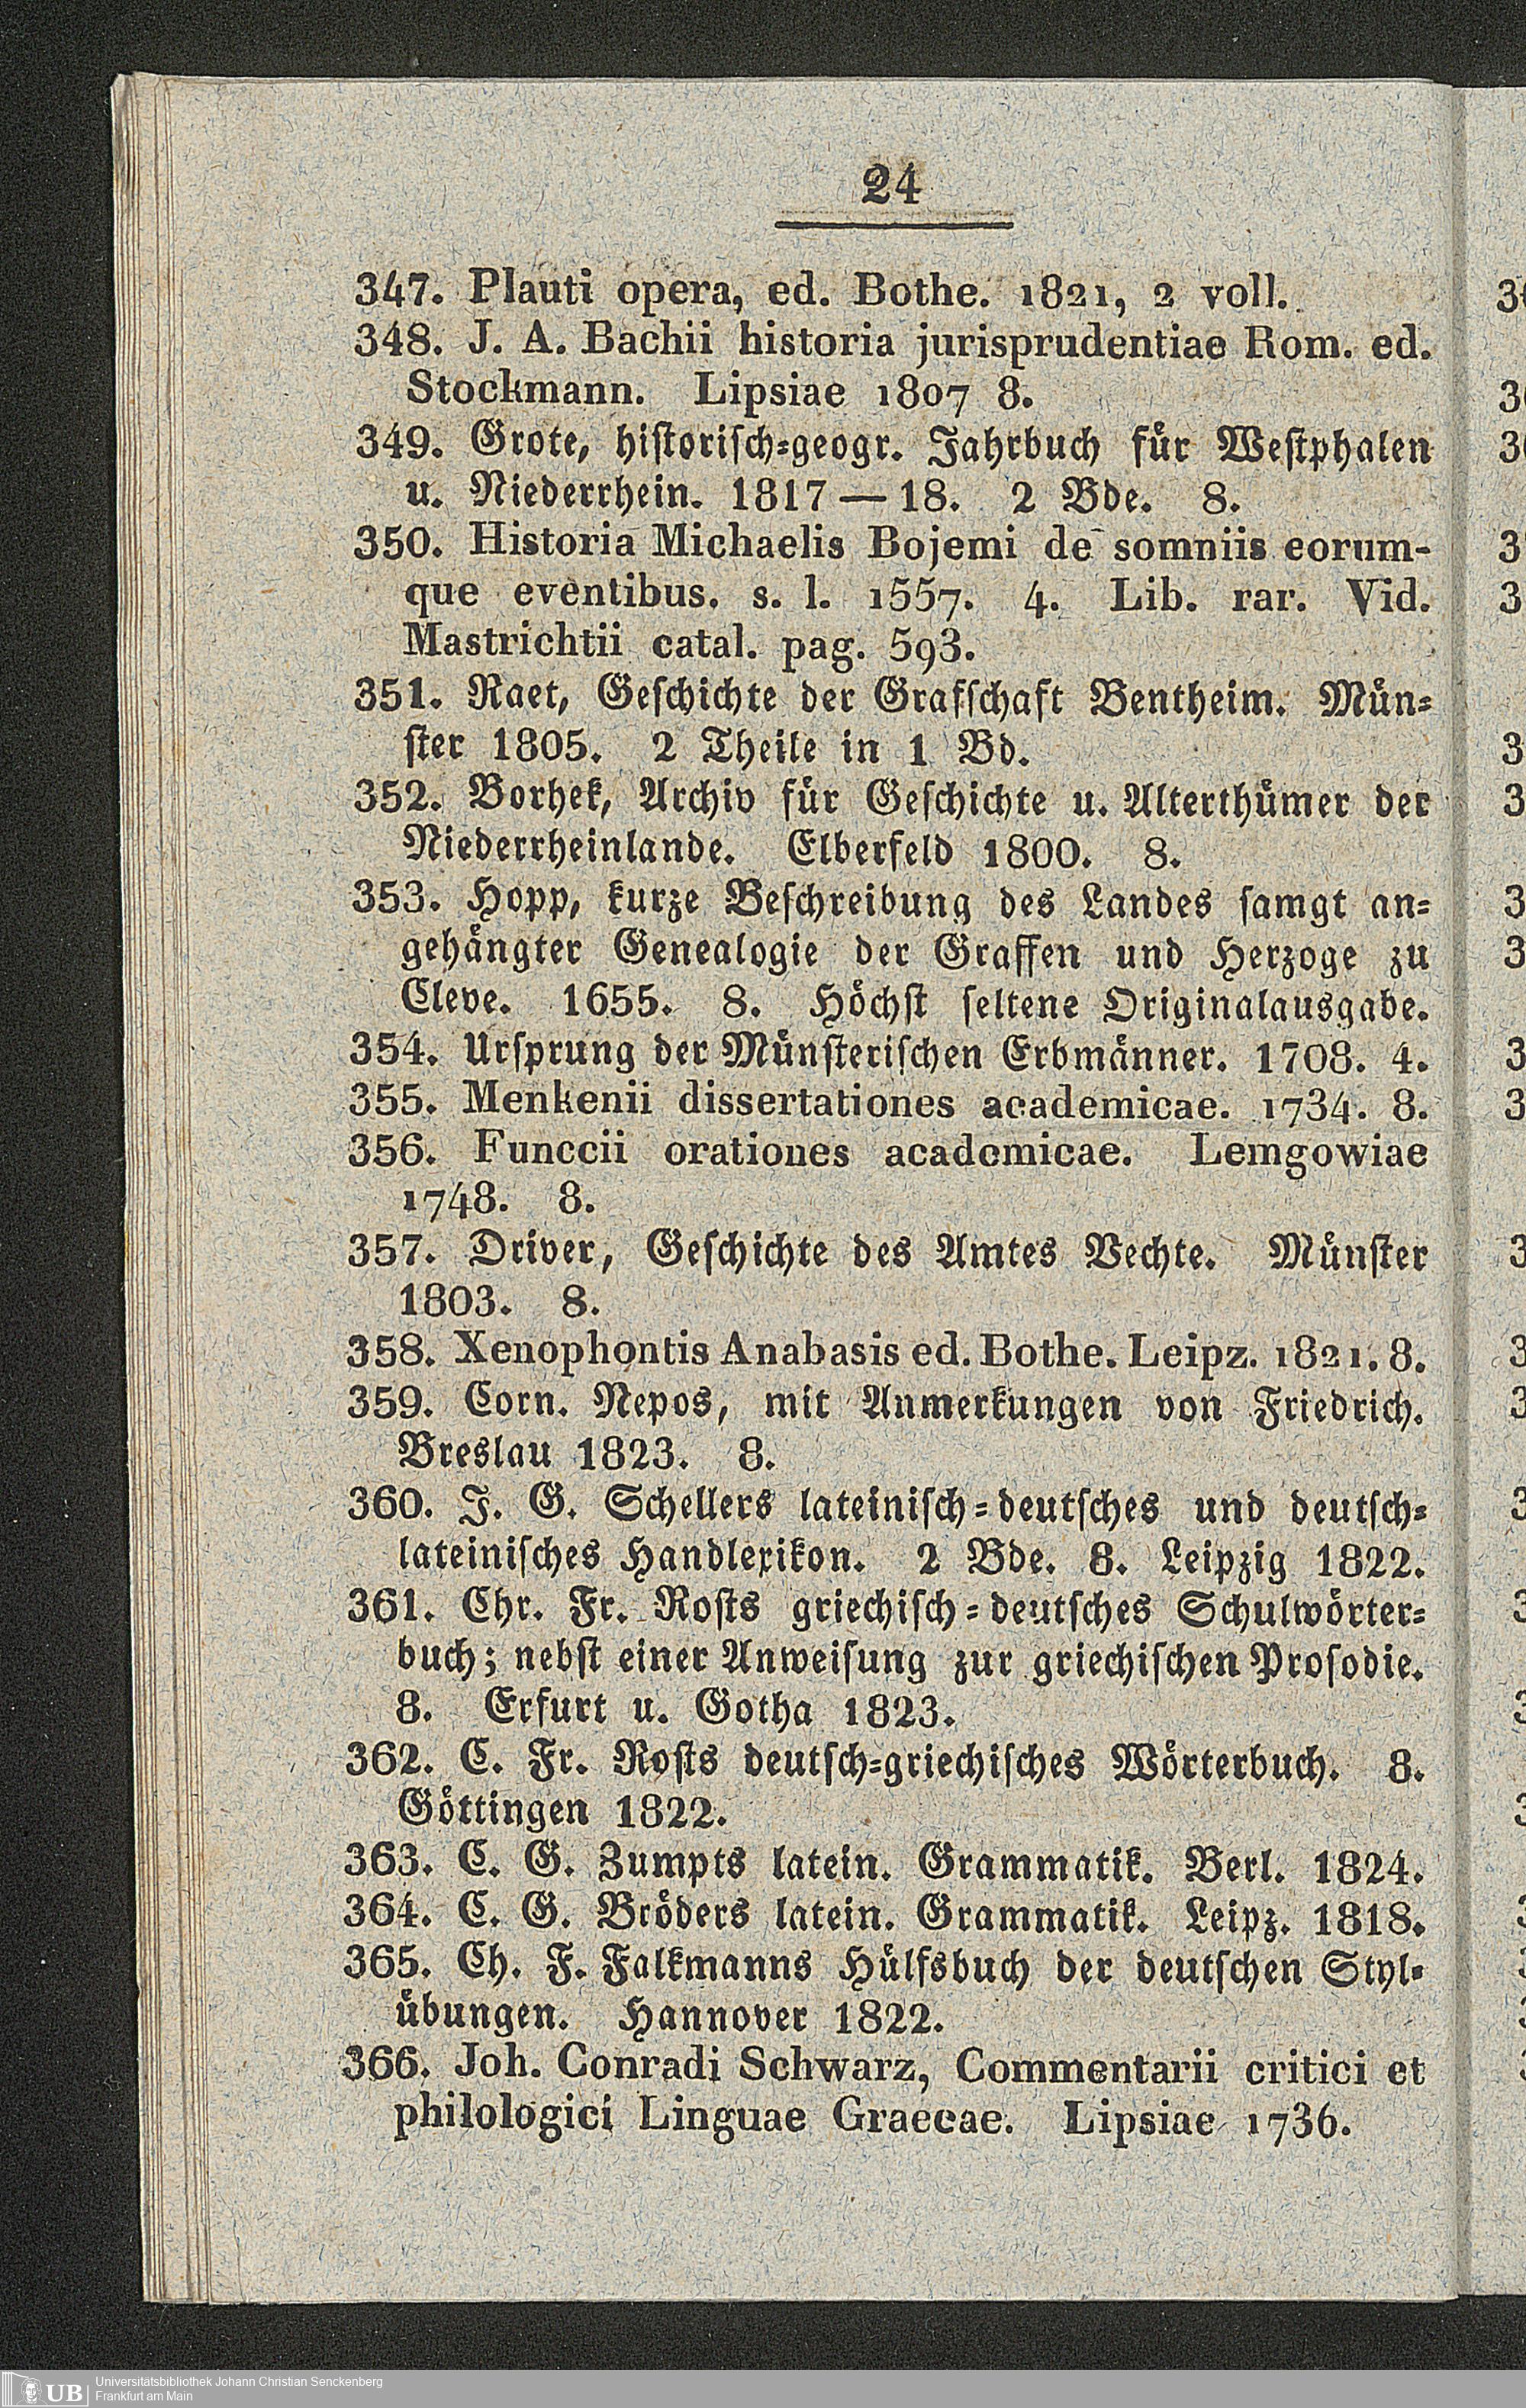 24
347. Plauti opera, ed. Bothe. 1821, 2 voll.
348. J. A. Bachii historia jurisprudentiae Rom. ed.
Stockmann. Lipsiae 1807 8.
349. Grote, historisch-geogr. Jahrbuch für Westphalen
u. Niederrhein. 1817 — 18. 2 Bde. 8.
350. Historia Michaelis Bojemi de somniis eorum-
que eventibus. s. l. 1557. 4. Lib. rar. Vid.
Mastrichtii catal. pag. 593.
351. Raet, Geschichte der Grafschaft Bentheim. Mün-
ster 1805. 2 Theile in 1 Bd.
352. Borhek, Archiv für Geschichte u. Alterthümer der
Niederrheinlande. Elberfeld 1800. 8.
353. Hopp, kurze Beschreibung des Landes samgt an-
gehängter Genealogie der Graffen und Herzoge zu
Cleve. 1655. 8. Höchst seltene Originalausgabe.
354. Ursprung der Münsterischen Erbmänner. 1708. 4.
355. Menkenii dissertationes academicae. 1734. 8.
356. Funccii orationes academicae. Lemgowiae
1748. 8.
357. Driver, Geschichte des Amtes Vechte. Münster
1803. 8.
358. Xenophontis Anabasis ed. Bothe. Leipz. 1821. 8.
359. Corn. Nepos, mit Anmerkungen von Friedrich.
Breslau 1823. 8.
360. J. G. Schellers lateinisch-deutsches und deutsch-
lateinisches Handlexikon. 2 Bde. 8. Leipzig 1822.
361. Chr. Fr. Rosts griechisch-deutsches Schulwörter-
buch; nebst einer Anweisung zur griechischen Prosodie.
8. Erfurt u. Gotha 1823.
362. C. Fr. Rosts deutsch-griechisches Wörterbuch. 8.
Göttingen 1822.
363. C. G. Zumpts latein. Grammatik. Berl. 1824.
364. C. G. Bröders latein. Grammatik. Leipz. 1818.
365. Ch. F. Falkmanns Hülfsbuch der deutschen Styl-
übungen. Hannover 1822.
366. Joh. Conradi Schwarz, Commentarii critici et
philologici Linguae Graecae. Lipsiae 1736.
UB Universitätsbibliothek Johann Christian Senckenberg
Frankfurt am Main